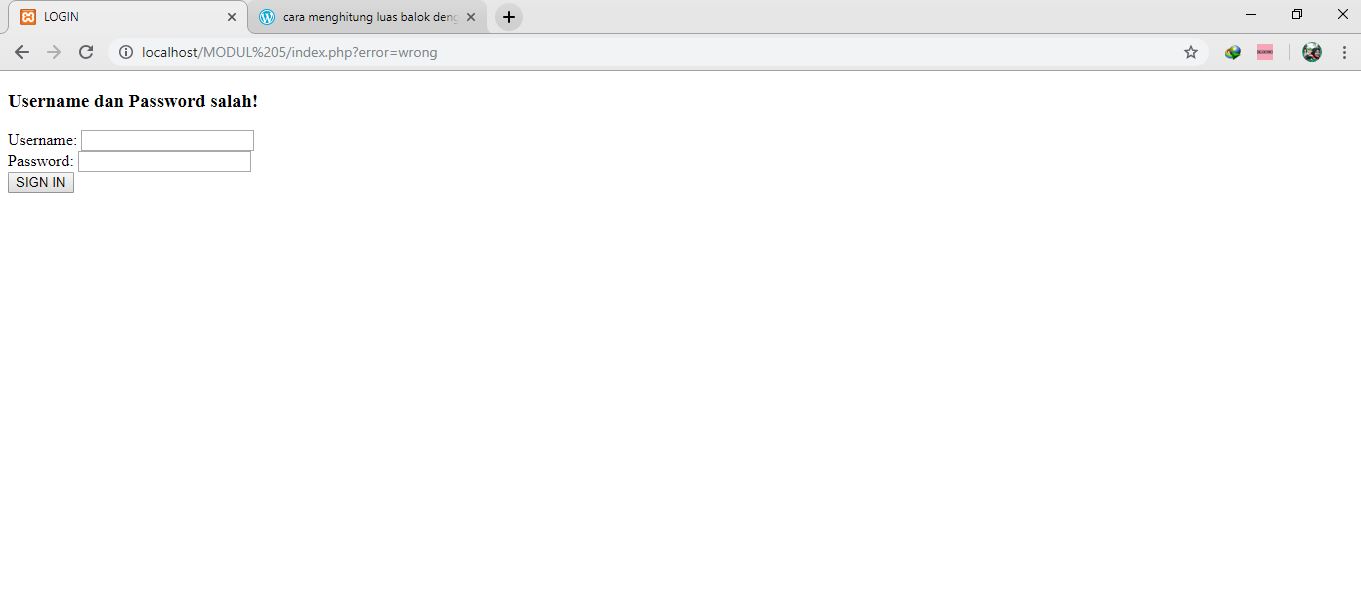 LOGIN
cara menghitung luas balok deng
localhost/MODUL%205/index.php?error=wrong
Username dan Password salah!
Username:
Password:
SIGN IN